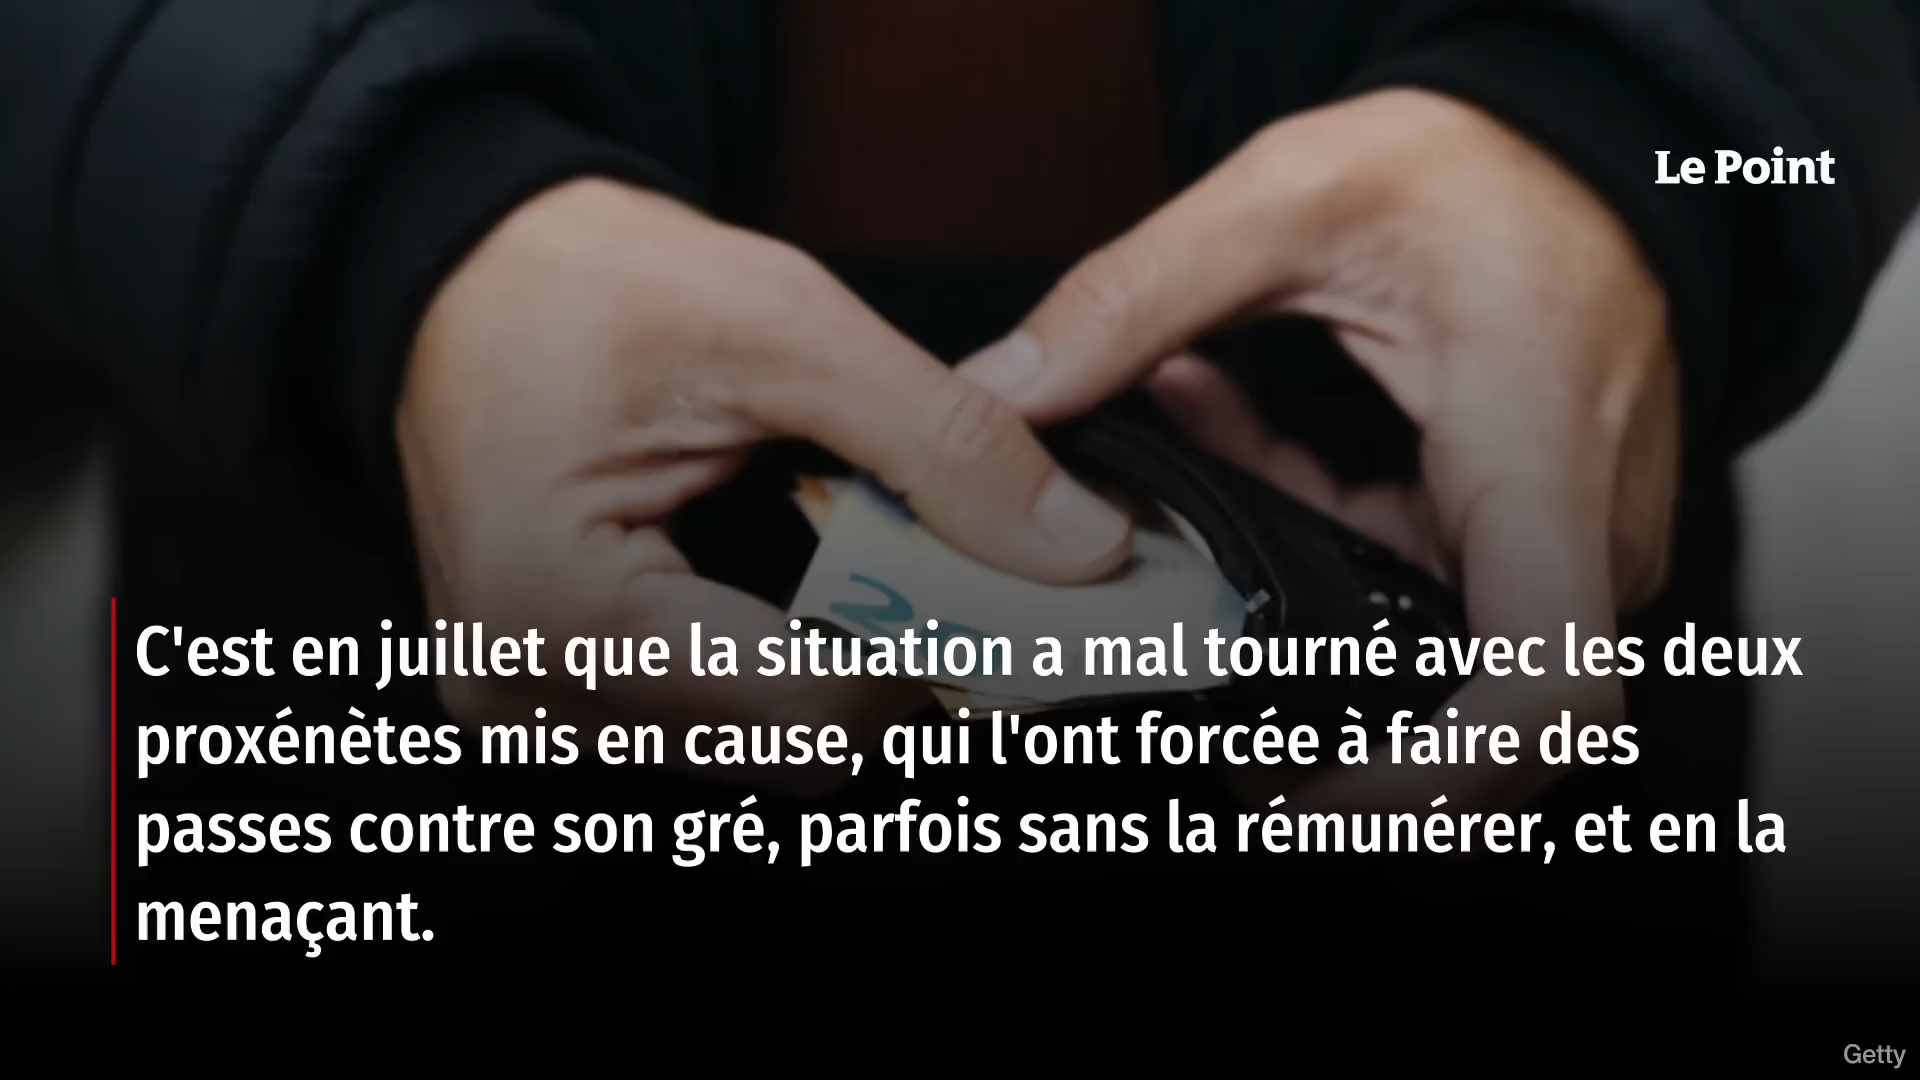 Le Point
C'est en juillet que la situation a mal tourné avec les deux
proxénètes mis en cause, qui l'ont forcée à faire des
passes contre son gré, parfois sans la rémunérer, et en la
menaçant.
Getty